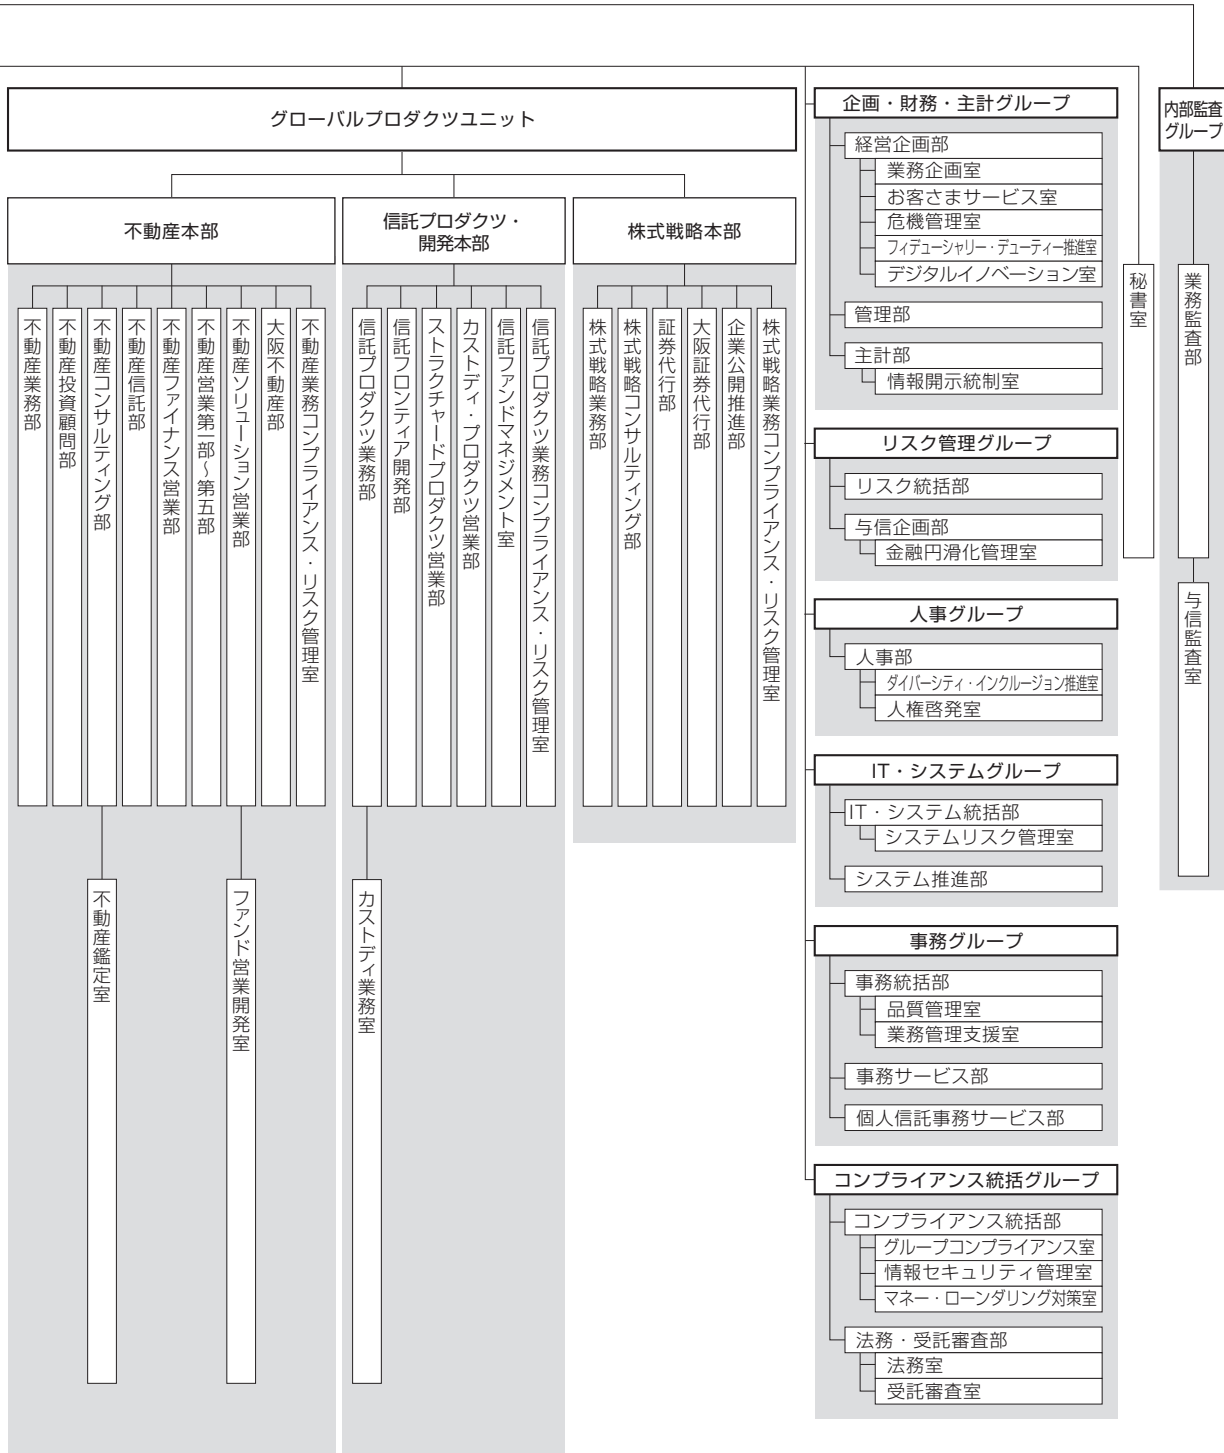 グローバルプロダクツユニット
不動産本部
不動産業務部
不動産投資顧問部
不動産コンサルティング部
不動産鑑定室
不動産信託部
不動産ファイナンス営業部
不動産営業第一部～第五部
不動産ソリューション営業部
ファンド営業開発室
大阪不動産部
不動産業務コンプライアンス・リスク管理室
信託プロダクツ・
開発本部
信託プロダクツ業務部
カストディ業務室
信託フロンティア開発部
ストラクチャードプロダクツ営業部
カストディ・プロダクツ営業部
信託ファンドマネジメント室
信託プロダクツ業務コンプライアンス・リスク管理室
株式戦略本部
株式戦略業務部
株式戦略コンサルティング部
証券代行部
大阪証券代行部
企業公開推進部
株式戦略業務コンプライアンス・リスク管理室
企画・財務・主計グループ
経営企画部
業務企画室
お客さまサービス室
危機管理室
フィデューシャリー・デューティー推進室
デジタルイノベーション室
管理部
主計部
情報開示統制室
リスク管理グループ
リスク統括部
与信企画部
金融円滑化管理室
人事グループ
人事部
ダイバーシティ・インクルージョン推進室
人権啓発室
IT・システムグループ
IT・システム統括部
システムリスク管理室
システム推進部
事務グループ
事務統括部
品質管理室
業務管理支援室
事務サービス部
個人信託事務サービス部
コンプライアンス統括グループ
コンプライアンス統括部
グループコンプライアンス室
情報セキュリティ管理室
マネー・ローンダリング対策室
法務・受託審査部
法務室
受託審査室
秘書室
内部監査
グループ
業務監査部
与信監査室